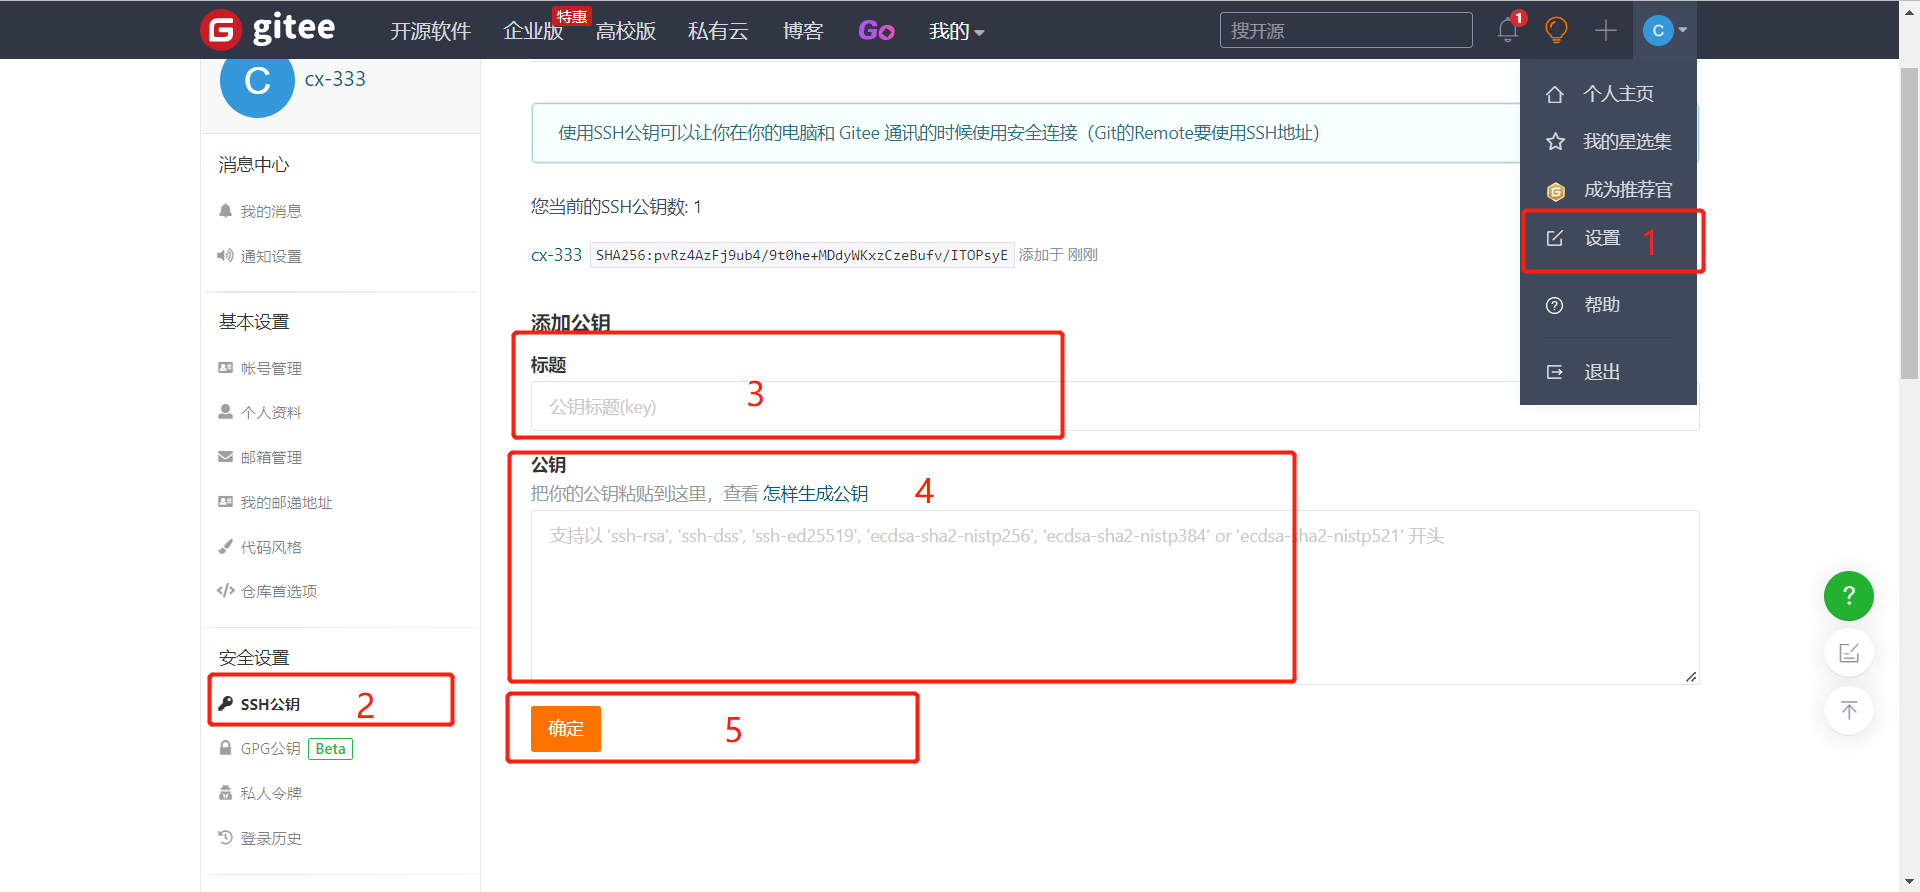 gitee 开源软件 企业版 特惠 高校版 私有云 博客 Go 我的 搜开源 1 C
C cx-333
消息中心
我的消息
通知设置
基本设置
帐号管理
个人资料
邮箱管理
我的邮递地址
代码风格
仓库首选项
安全设置
SSH公钥 2
GPG公钥 Beta
私人令牌
登录历史
使用SSH公钥可以让你在你的电脑和 Gitee 通讯的时候使用安全连接（Git的Remote要使用SSH地址）
您当前的SSH公钥数: 1
cx-333 SHA256:pvRz4AzFj9ub4/9t0he+MDdyWKxzCzeBufv/ITOPsyE 添加于 刚刚
添加公钥
标题
公钥标题(key) 3
公钥
把你的公钥粘贴到这里，查看 怎样生成公钥 4
支持以 'ssh-rsa', 'ssh-dss', 'ssh-ed25519', 'ecdsa-sha2-nistp256', 'ecdsa-sha2-nistp384' or 'ecdsa-sha2-nistp521' 开头
确定 5
个人主页
我的星选集
成为推荐官
设置 1
帮助
退出
?